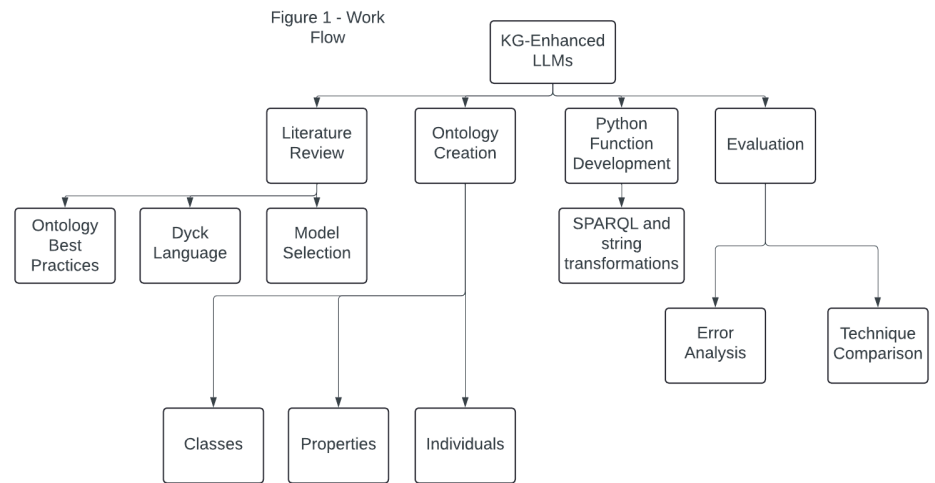 Figure 1 - Work
Flow
KG-Enhanced
LLMs
Literature
Review
Ontology
Creation
Python
Function
Development
Evaluation
Ontology
Best
Practices
Dyck
Language
Model
Selection
SPARQL and
string
transformations
Error
Analysis
Technique
Comparison
Classes
Properties
Individuals